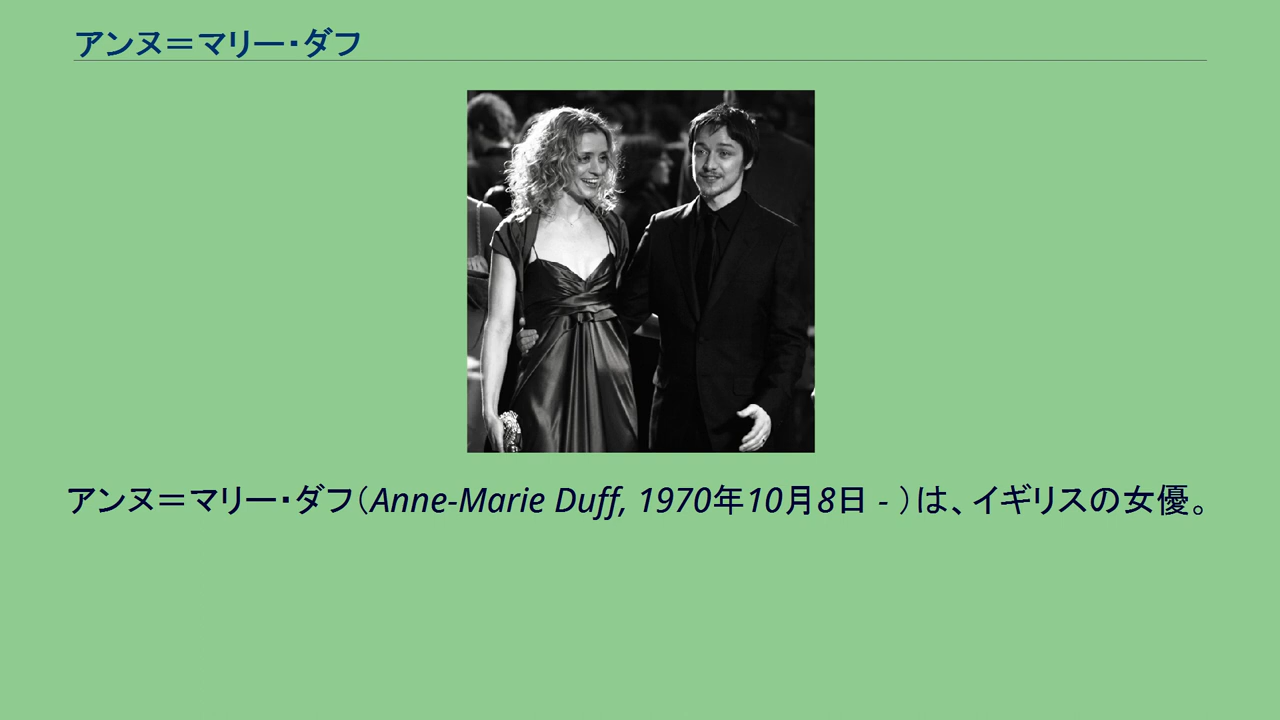 アンヌ＝マリー・ダフ
アンヌ＝マリー・ダフ（Anne-Marie Duff, 1970年10月8日 - ）は、イギリスの女優。